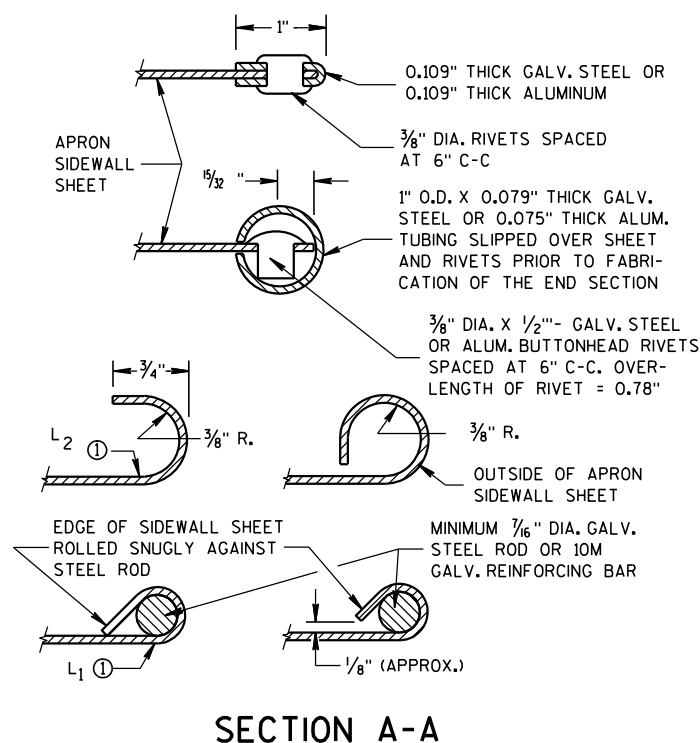 1"
0.109" THICK GALV. STEEL OR
0.109" THICK ALUMINUM
APRON
SIDEWALL
SHEET
3/8" DIA. RIVETS SPACED
AT 6" C-C
15/32 "
1" O.D. X 0.079" THICK GALV.
STEEL OR 0.075" THICK ALUM.
TUBING SLIPPED OVER SHEET
AND RIVETS PRIOR TO FABRI-
CATION OF THE END SECTION
3/8" DIA. X 1/2"'- GALV. STEEL
OR ALUM. BUTTONHEAD RIVETS
SPACED AT 6" C-C. OVER-
LENGTH OF RIVET = 0.78"
3/4"
L2 ①
3/8" R.
3/8" R.
OUTSIDE OF APRON
SIDEWALL SHEET
EDGE OF SIDEWALL SHEET
ROLLED SNUGLY AGAINST
STEEL ROD
MINIMUM 7/16" DIA. GALV.
STEEL ROD OR 10M
GALV. REINFORCING BAR
L1 ①
1/8" (APPROX.)
SECTION A-A